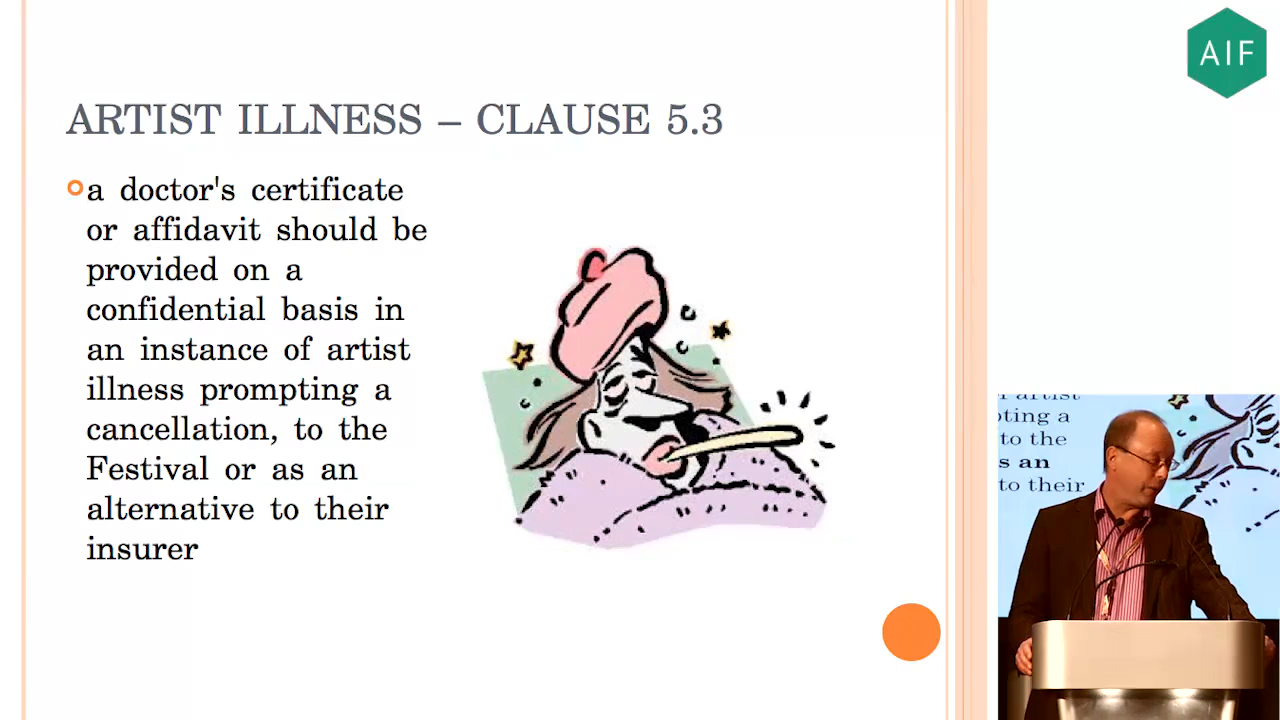 AIF
ARTIST ILLNESS – CLAUSE 5.3
a doctor's certificate
or affidavit should be
provided on a
confidential basis in
an instance of artist
illness prompting a
cancellation, to the
Festival or as an
alternative to their
insurer
artist
pting a
to the
s an
to their